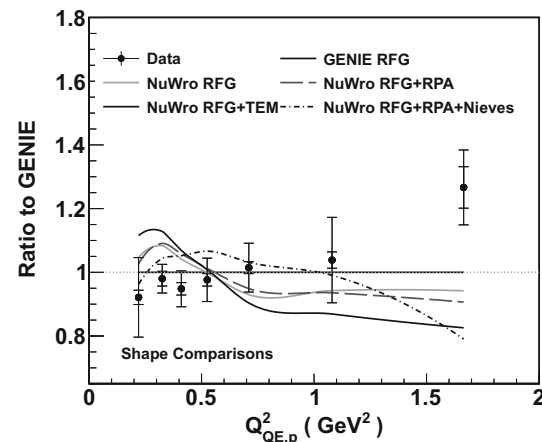 1.8
1.6
1.4
1.2
1
0.8
Ratio to GENIE
Data
GENIE RFG
NuWro RFG
NuWro RFG+RPA
NuWro RFG+TEM
NuWro RFG+RPA+Nieves
Shape Comparisons
0 0.5 1 1.5 2
Q²QE,p ( GeV² )